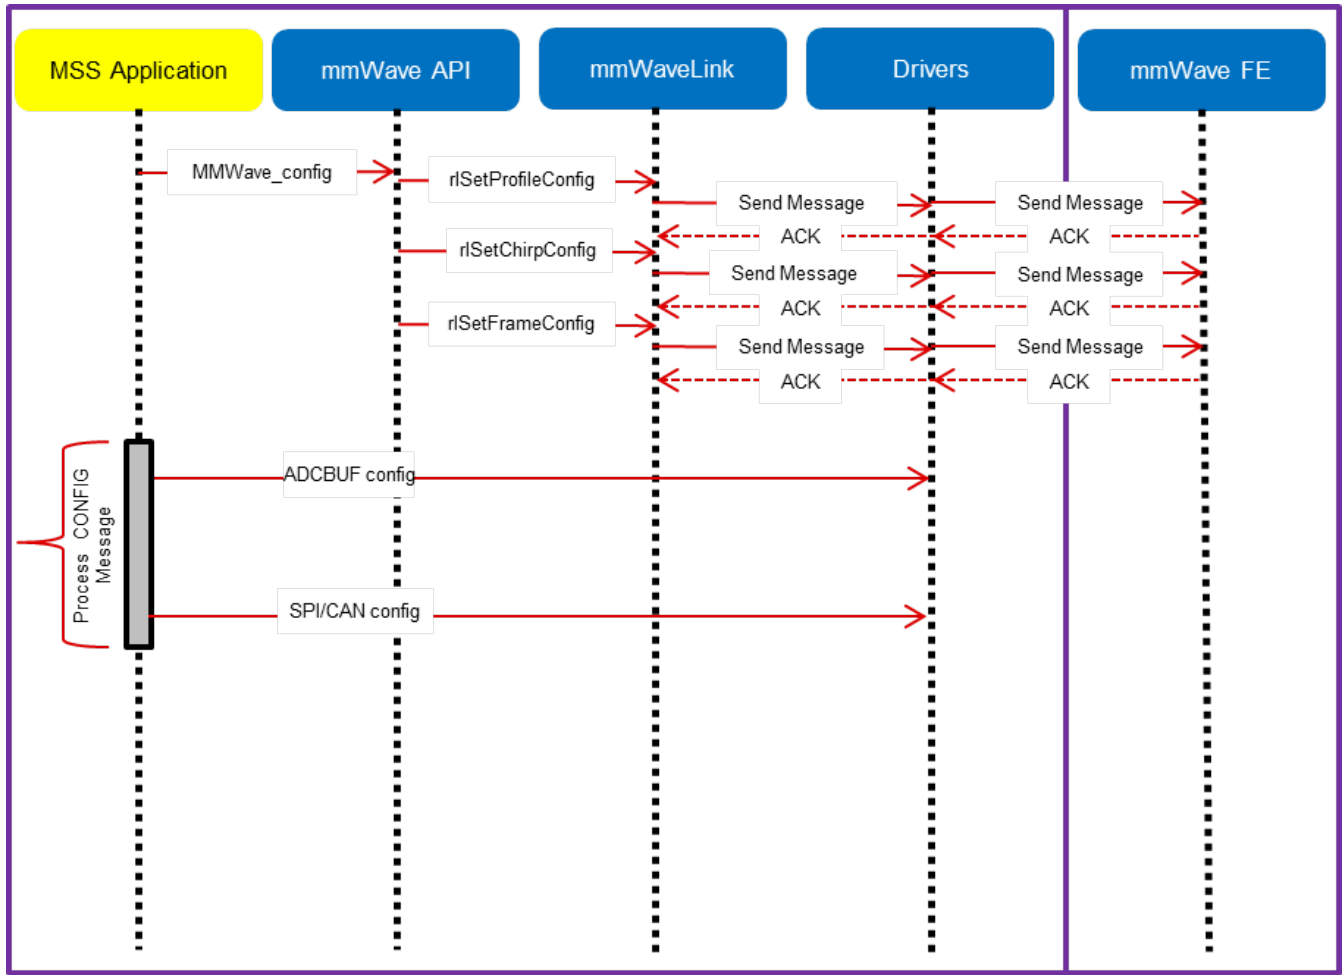 MSS Application
mmWave API
mmWaveLink
Drivers
mmWave FE
MMWave_config
rlSetProfileConfig
Send Message
Send Message
ACK
ACK
rlSetChirpConfig
Send Message
Send Message
ACK
ACK
rlSetFrameConfig
Send Message
Send Message
ACK
ACK
Process CONFIG
Message
ADCBUF config
SPI/CAN config